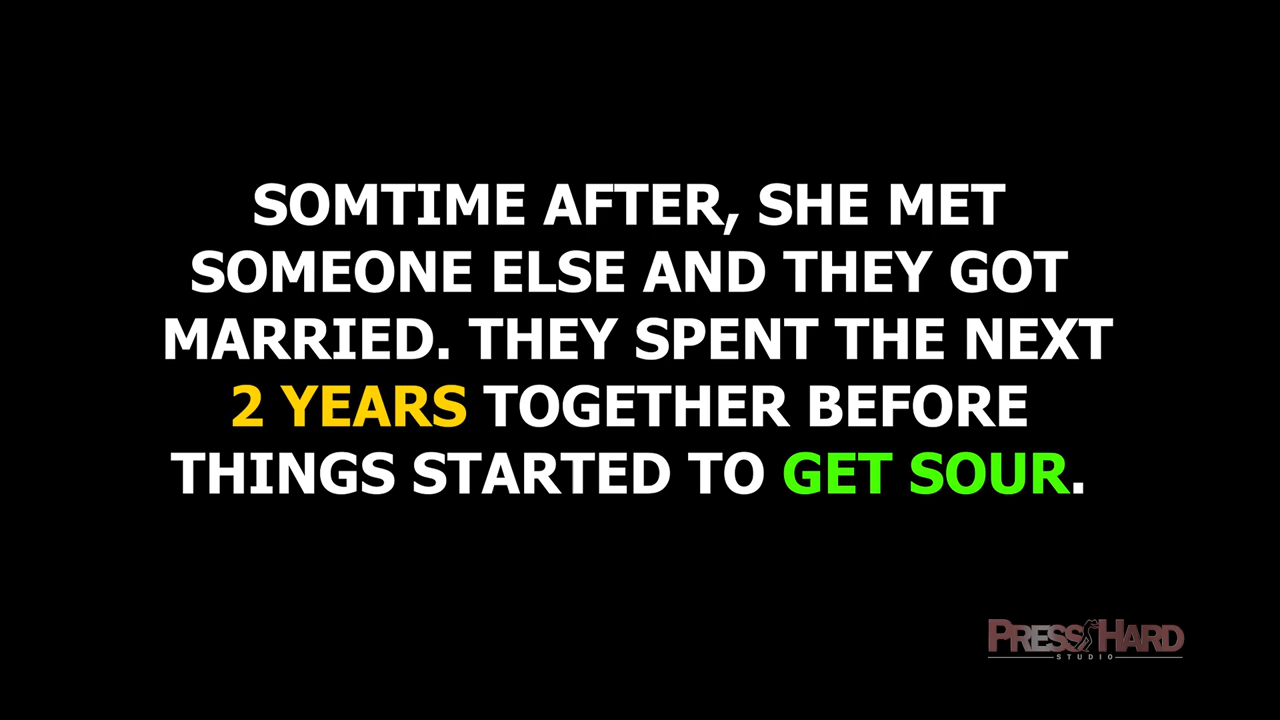 SOMTIME AFTER, SHE MET
SOMEONE ELSE AND THEY GOT
MARRIED. THEY SPENT THE NEXT
2 YEARS TOGETHER BEFORE
THINGS STARTED TO GET SOUR.
PRESS HARD
STUDIO